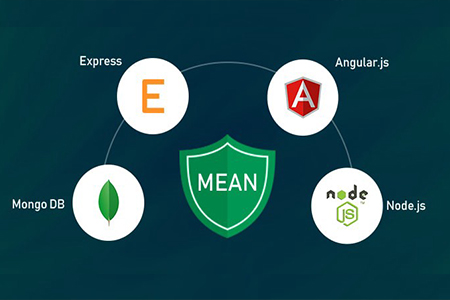 Express
E
Angular.js
A
MEAN
Mongo DB
node
JS
Node.js